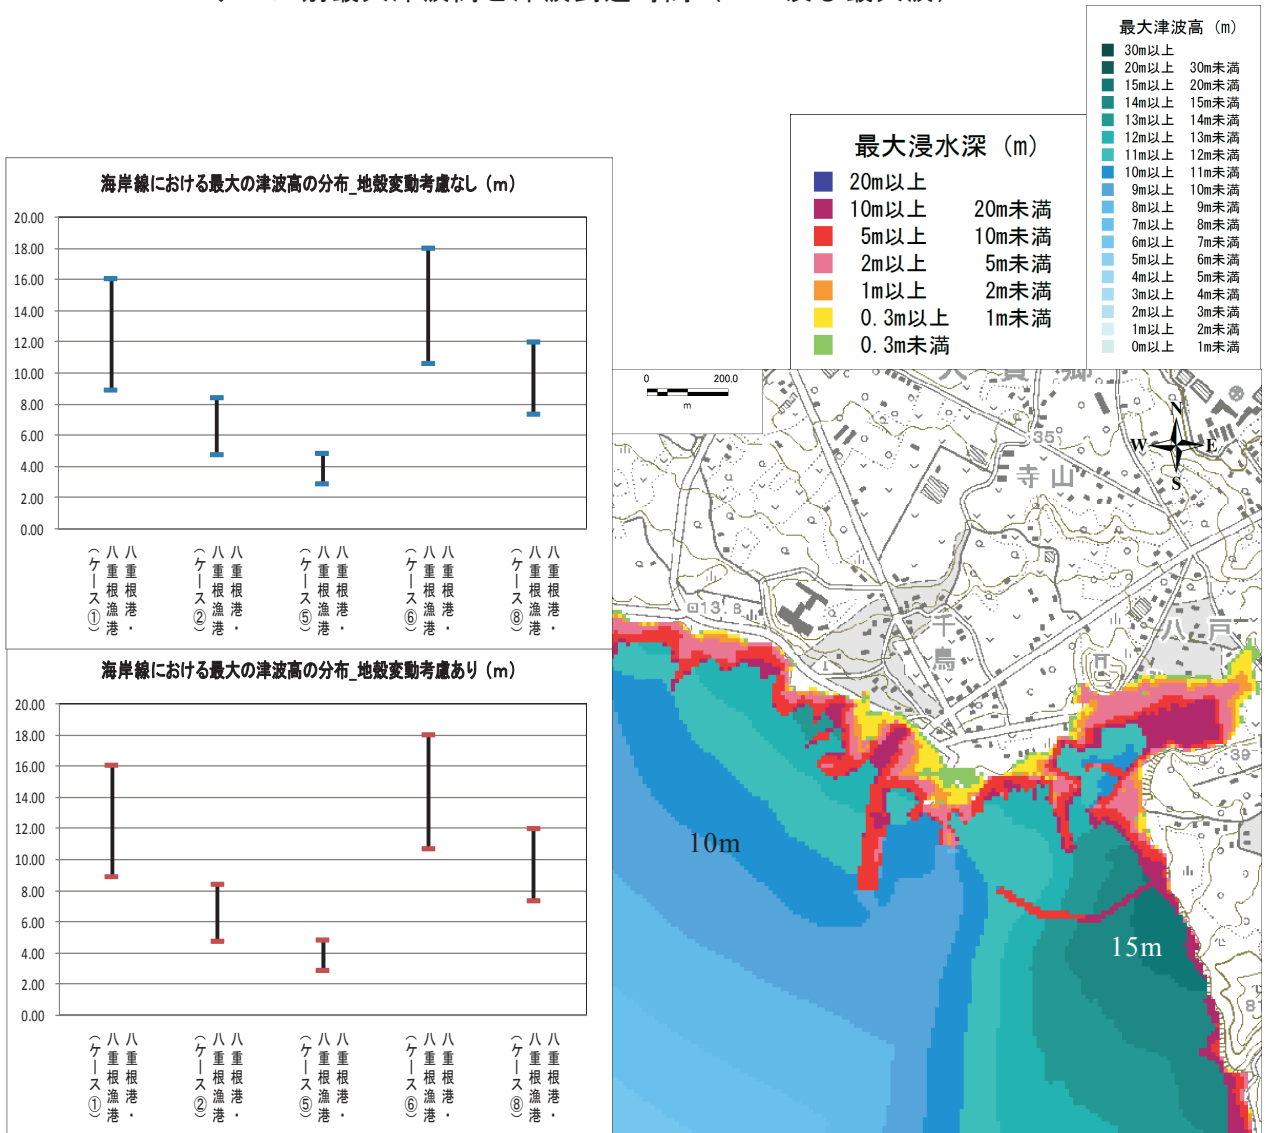 最大津波高 (m)
30m以上
20m以上 30m未満
15m以上 20m未満
14m以上 15m未満
13m以上 14m未満
12m以上 13m未満
11m以上 12m未満
10m以上 11m未満
9m以上 10m未満
8m以上 9m未満
7m以上 8m未満
6m以上 7m未満
5m以上 6m未満
4m以上 5m未満
3m以上 4m未満
2m以上 3m未満
1m以上 2m未満
0m以上 1m未満
最大浸水深 (m)
20m以上
10m以上 20m未満
5m以上 10m未満
2m以上 5m未満
1m以上 2m未満
0.3m以上 1m未満
0.3m未満
海岸線における最大の津波高の分布_地殻変動考慮なし (m)
20.00
18.00
16.00
14.00
12.00
10.00
8.00
6.00
4.00
2.00
0.00
八重根港・
八重根漁港
(ケース①)
八重根港・
八重根漁港
(ケース②)
八重根港・
八重根漁港
(ケース⑤)
八重根港・
八重根漁港
(ケース⑥)
八重根港・
八重根漁港
(ケース⑧)
海岸線における最大の津波高の分布_地殻変動考慮あり (m)
20.00
18.00
16.00
14.00
12.00
10.00
8.00
6.00
4.00
2.00
0.00
八重根港・
八重根漁港
(ケース①)
八重根港・
八重根漁港
(ケース②)
八重根港・
八重根漁港
(ケース⑤)
八重根港・
八重根漁港
(ケース⑥)
八重根港・
八重根漁港
(ケース⑧)
0 200.0
m
N
W E
S
35
寺山
13.8
千鳥
八戸
39
81
10m
15m